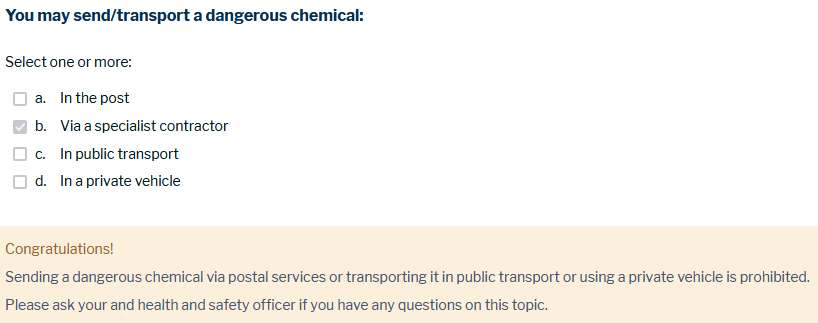 You may send/transport a dangerous chemical:
Select one or more:
a. In the post
b. Via a specialist contractor
c. In public transport
d. In a private vehicle
Congratulations!
Sending a dangerous chemical via postal services or transporting it in public transport or using a private vehicle is prohibited.
Please ask your and health and safety officer if you have any questions on this topic.